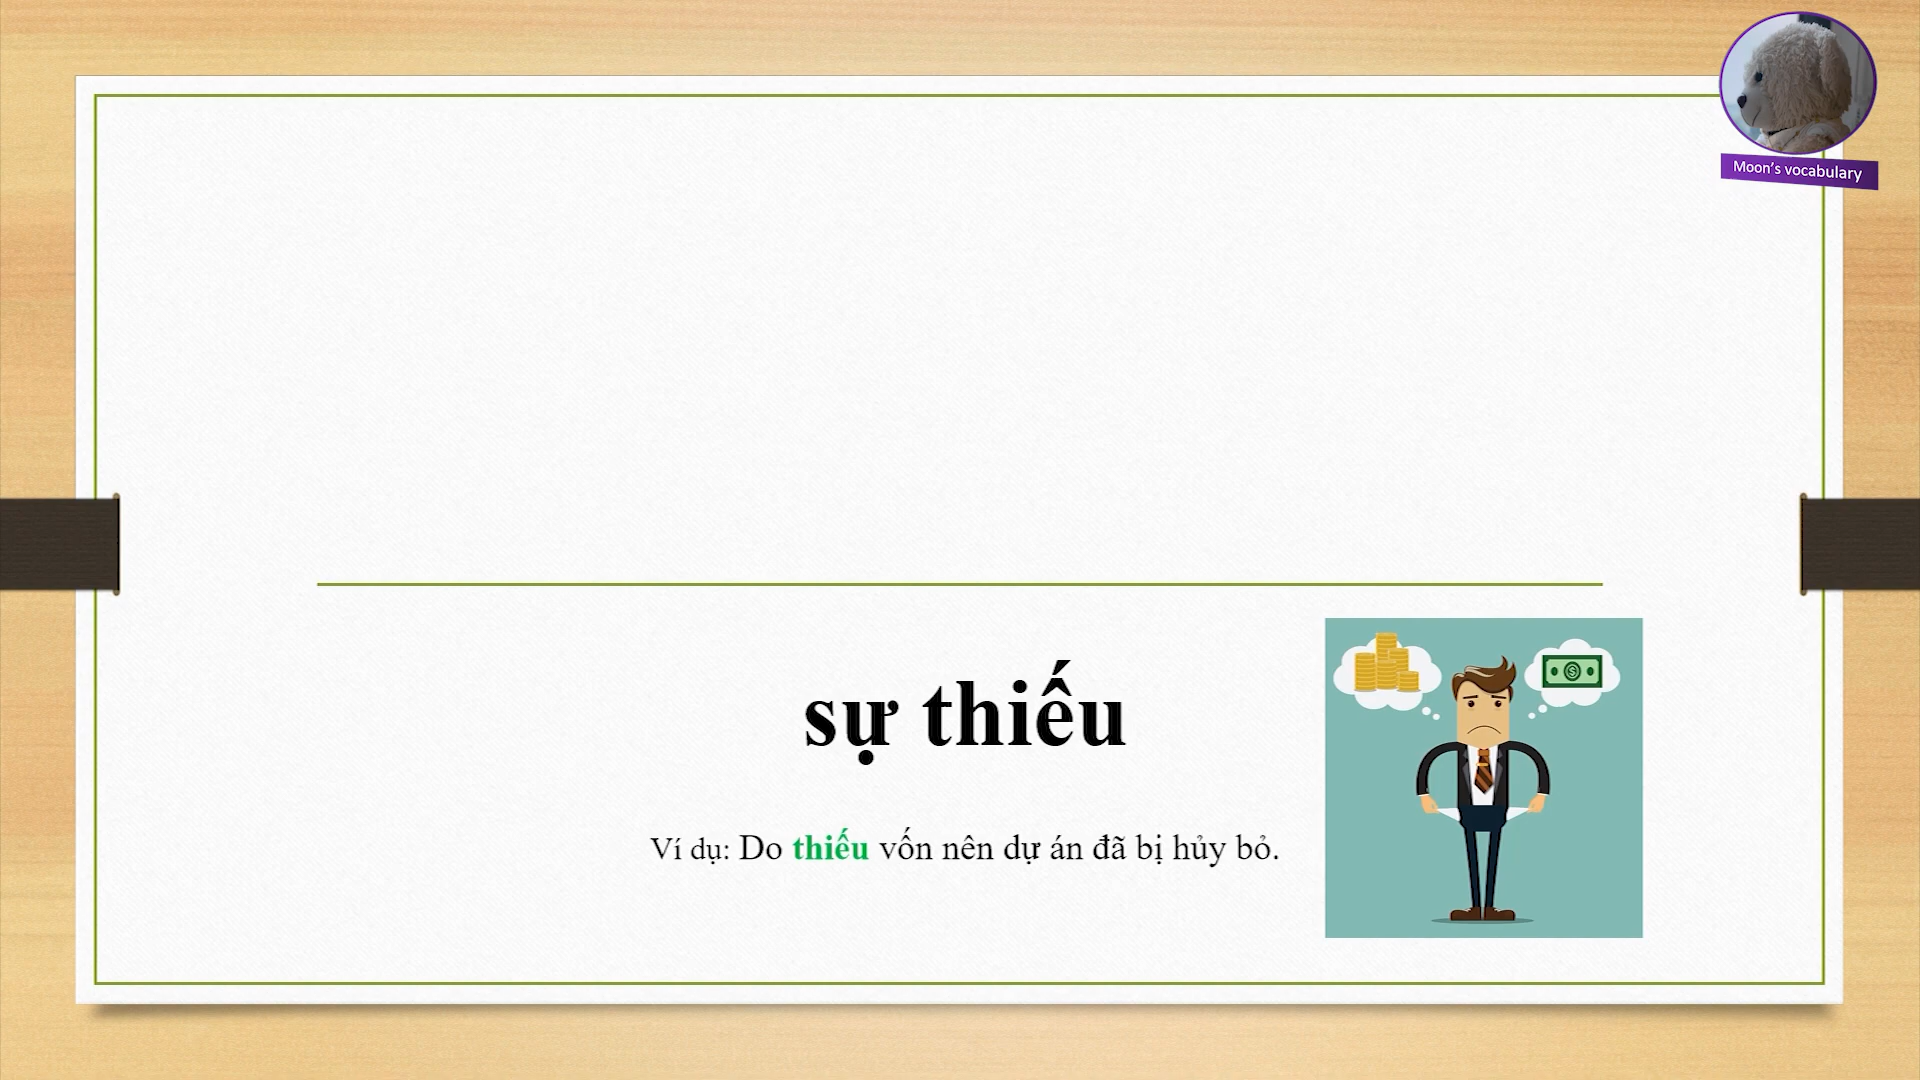 Moon's vocabulary
sự thiếu
Ví dụ: Do thiếu vốn nên dự án đã bị hủy bỏ.